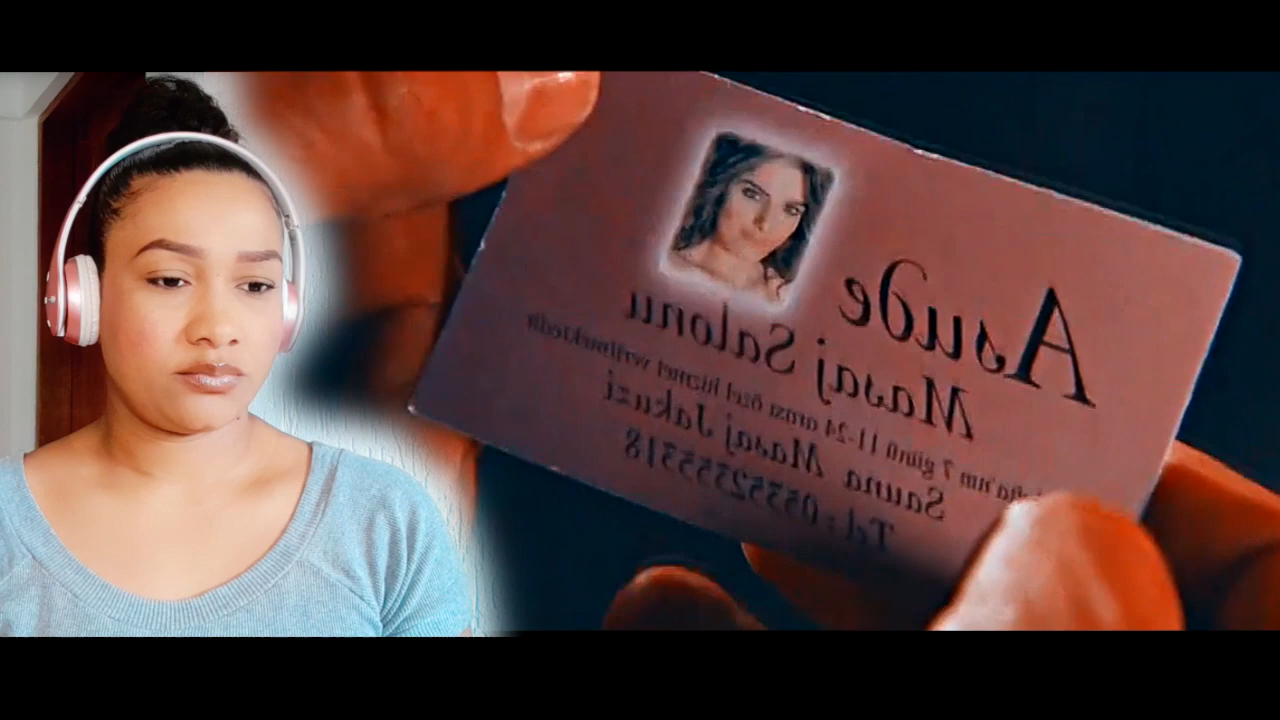 Asude
Masaj Salonu
7 günü 11-24 arası özel hizmet verilmektedir
Sauna Masaj Jakuzi
Tel :